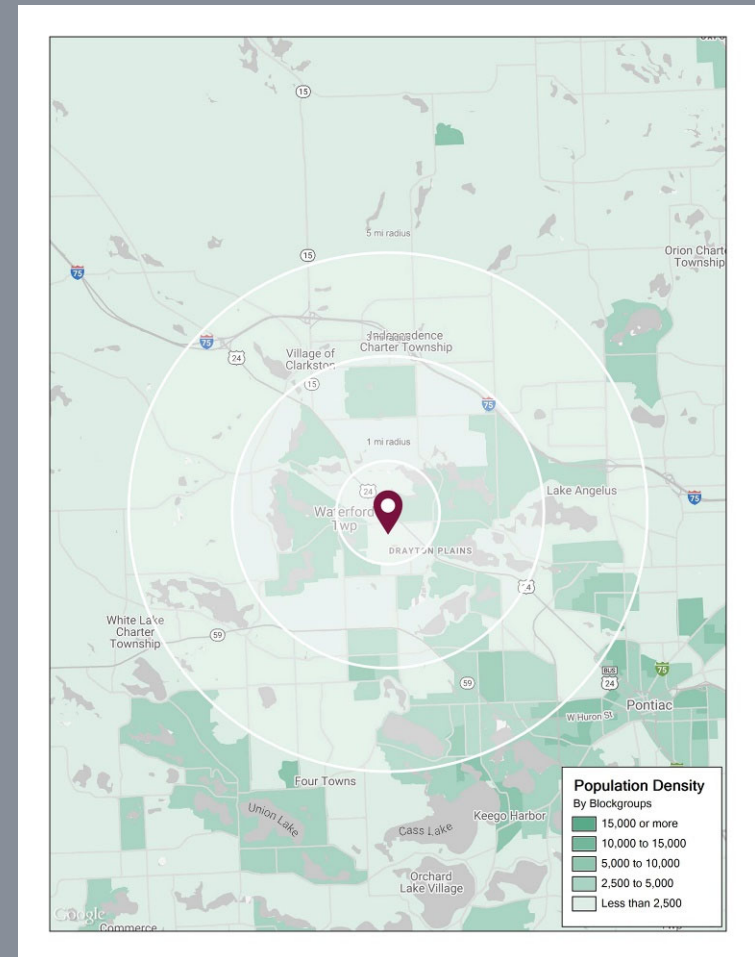 15
5 mi radius
Orion Charte
Township
15
75
75
24
Independence
3 mi radius
Charter Township
Village of
Clarkston
15
75
1 mi radius
24
Lake Angelus
75
Waterford
Twp
DRAYTON PLAINS
24
White Lake
Charter
Township
59
59
BUS
24
75
Pontiac
W Huron St
Four Towns
Union Lake
Cass Lake
Keego Harbor
Orchard
Lake Village
Google
Commerce
Population Density
By Blockgroups
15,000 or more
10,000 to 15,000
5,000 to 10,000
2,500 to 5,000
Less than 2,500